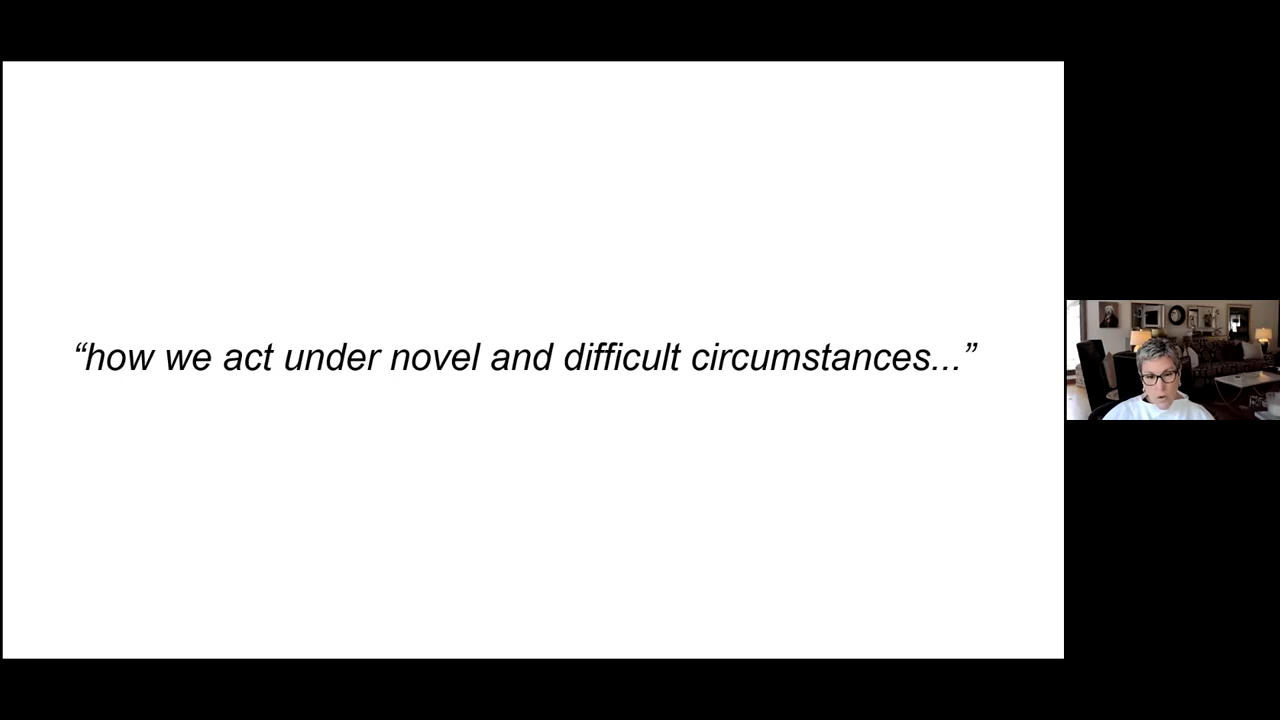 “how we act under novel and difficult circumstances...”